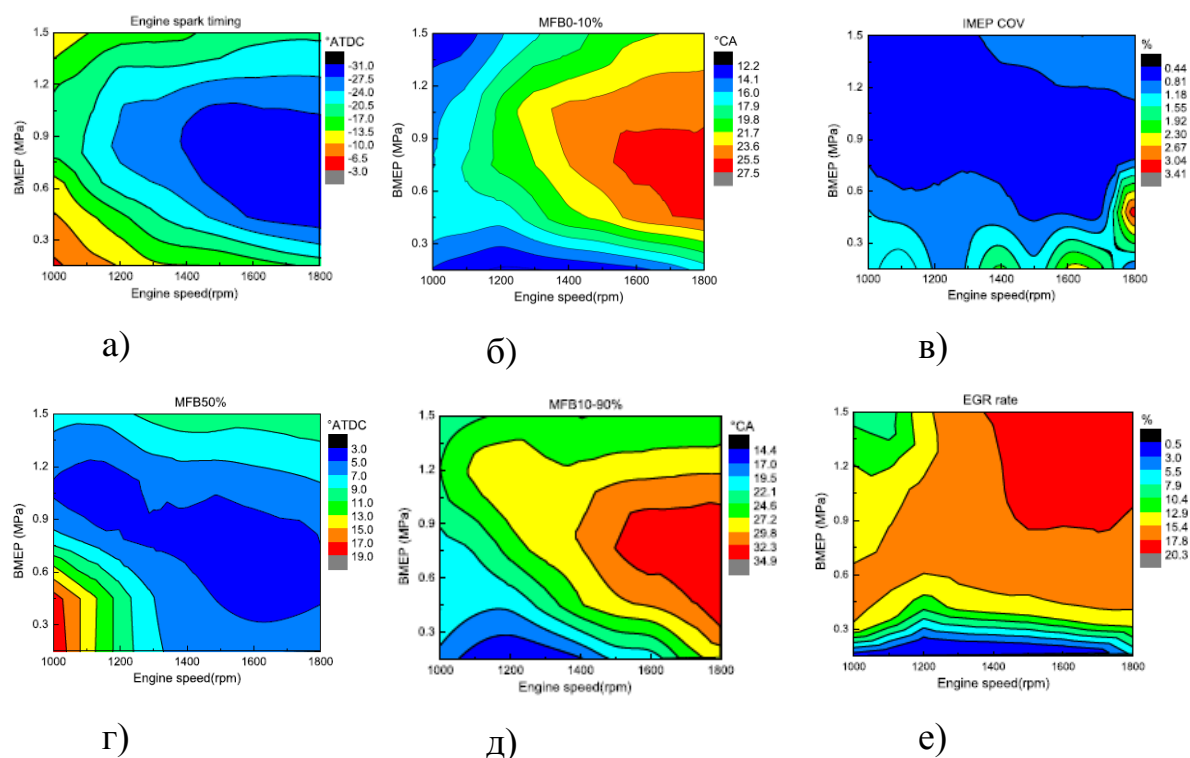 Engine spark timing
°ATDC
-31.0
-27.5
-24.0
-20.5
-17.0
-13.5
-10.0
-6.5
-3.0
BMEP (MPa)
1.5
1.2
0.9
0.6
0.3
1000 1200 1400 1600 1800
Engine speed(rpm)
а)
MFB0-10%
°CA
12.2
14.1
16.0
17.9
19.8
21.7
23.6
25.5
27.5
BMEP (MPa)
1.5
1.2
0.9
0.6
0.3
1000 1200 1400 1600 1800
Engine speed(rpm)
б)
IMEP COV
%
0.44
0.81
1.18
1.55
1.92
2.30
2.67
3.04
3.41
BMEP (MPa)
1.5
1.2
0.9
0.6
0.3
1000 1200 1400 1600 1800
Engine speed(rpm)
в)
MFB50%
°ATDC
3.0
5.0
7.0
9.0
11.0
13.0
15.0
17.0
19.0
BMEP (MPa)
1.5
1.2
0.9
0.6
0.3
1000 1200 1400 1600 1800
Engine speed(rpm)
г)
MFB10-90%
°CA
14.4
17.0
19.5
22.1
24.6
27.2
29.8
32.3
34.9
BMEP (MPa)
1.5
1.2
0.9
0.6
0.3
1000 1200 1400 1600 1800
Engine speed(rpm)
д)
EGR rate
%
0.5
3.0
5.5
7.9
10.4
12.9
15.4
17.8
20.3
BMEP (MPa)
1.5
1.2
0.9
0.6
0.3
1000 1200 1400 1600 1800
Engine speed(rpm)
е)